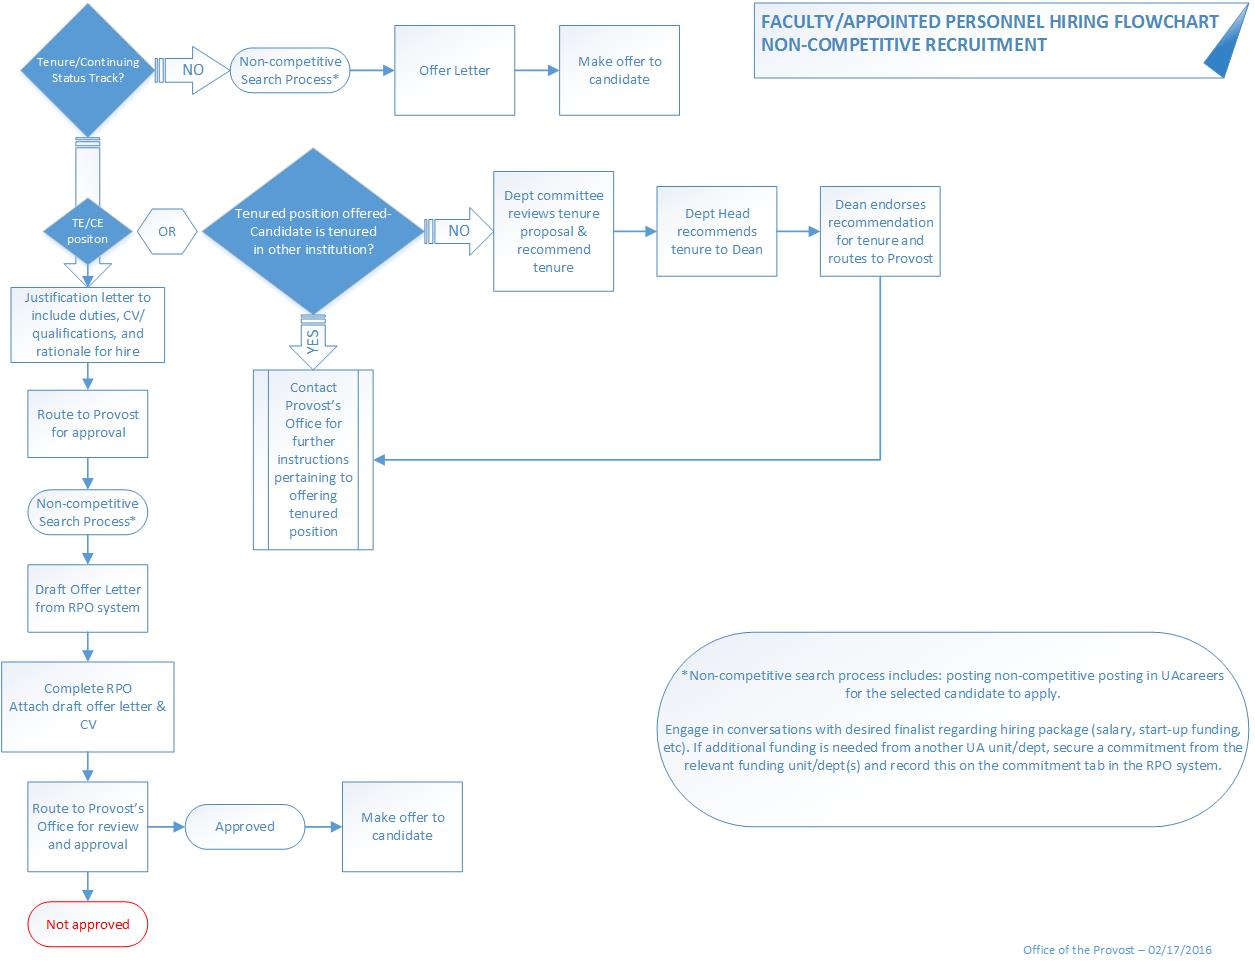 FACULTY/APPOINTED PERSONNEL HIRING FLOWCHART
NON-COMPETITIVE RECRUITMENT
Tenure/Continuing
Status Track?
NO
Non-competitive
Search Process*
Offer Letter
Make offer to
candidate
TE/CE
positon
OR
Tenured position offered-
Candidate is tenured
in other institution?
NO
Dept committee
reviews tenure
proposal &
recommend
tenure
Dept Head
recommends
tenure to Dean
Dean endorses
recommendation
for tenure and
routes to Provost
YES
Contact
Provost's
Office for
further
instructions
pertaining to
offering
tenured
position
Justification letter to
include duties, CV/
qualifications, and
rationale for hire
Route to Provost
for approval
Non-competitive
Search Process*
Draft Offer Letter
from RPO system
Complete RPO
Attach draft offer letter &
CV
Route to Provost's
Office for review
and approval
Approved
Make offer to
candidate
Not approved
*Non-competitive search process includes: posting non-competitive posting in UAcareers
for the selected candidate to apply.
Engage in conversations with desired finalist regarding hiring package (salary, start-up funding,
etc). If additional funding is needed from another UA unit/dept, secure a commitment from the
relevant funding unit/dept(s) and record this on the commitment tab in the RPO system.
Office of the Provost – 02/17/2016